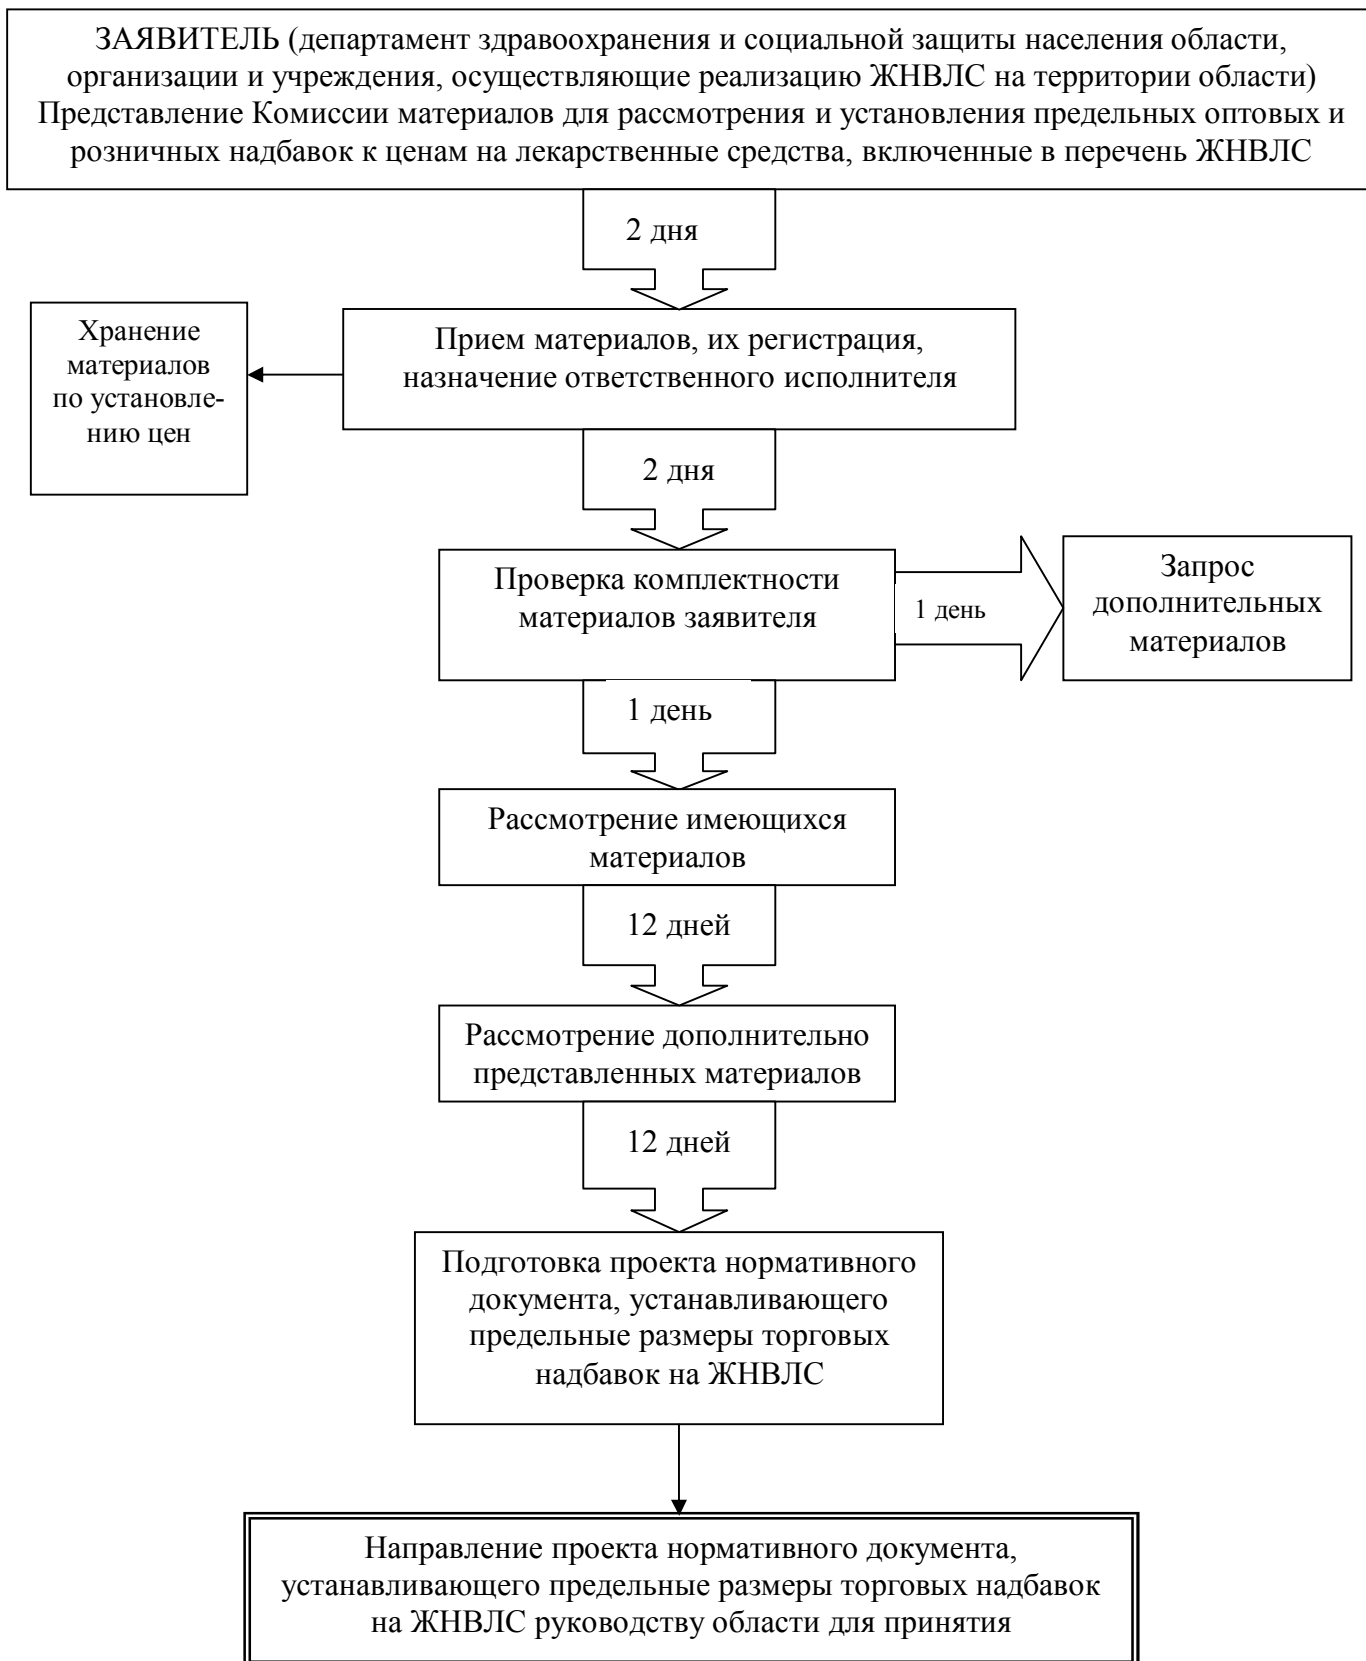 ЗАЯВИТЕЛЬ (департамент здравоохранения и социальной защиты населения области,
организации и учреждения, осуществляющие реализацию ЖНВЛС на территории области)
Представление Комиссии материалов для рассмотрения и установления предельных оптовых и
розничных надбавок к ценам на лекарственные средства, включенные в перечень ЖНВЛС
2 дня
Хранение
материалов
по установле-
нию цен
Прием материалов, их регистрация,
назначение ответственного исполнителя
2 дня
Проверка комплектности
материалов заявителя
1 день
Запрос
дополнительных
материалов
1 день
Рассмотрение имеющихся
материалов
12 дней
Рассмотрение дополнительно
представленных материалов
12 дней
Подготовка проекта нормативного
документа, устанавливающего
предельные размеры торговых
надбавок на ЖНВЛС
Направление проекта нормативного документа,
устанавливающего предельные размеры торговых надбавок
на ЖНВЛС руководству области для принятия